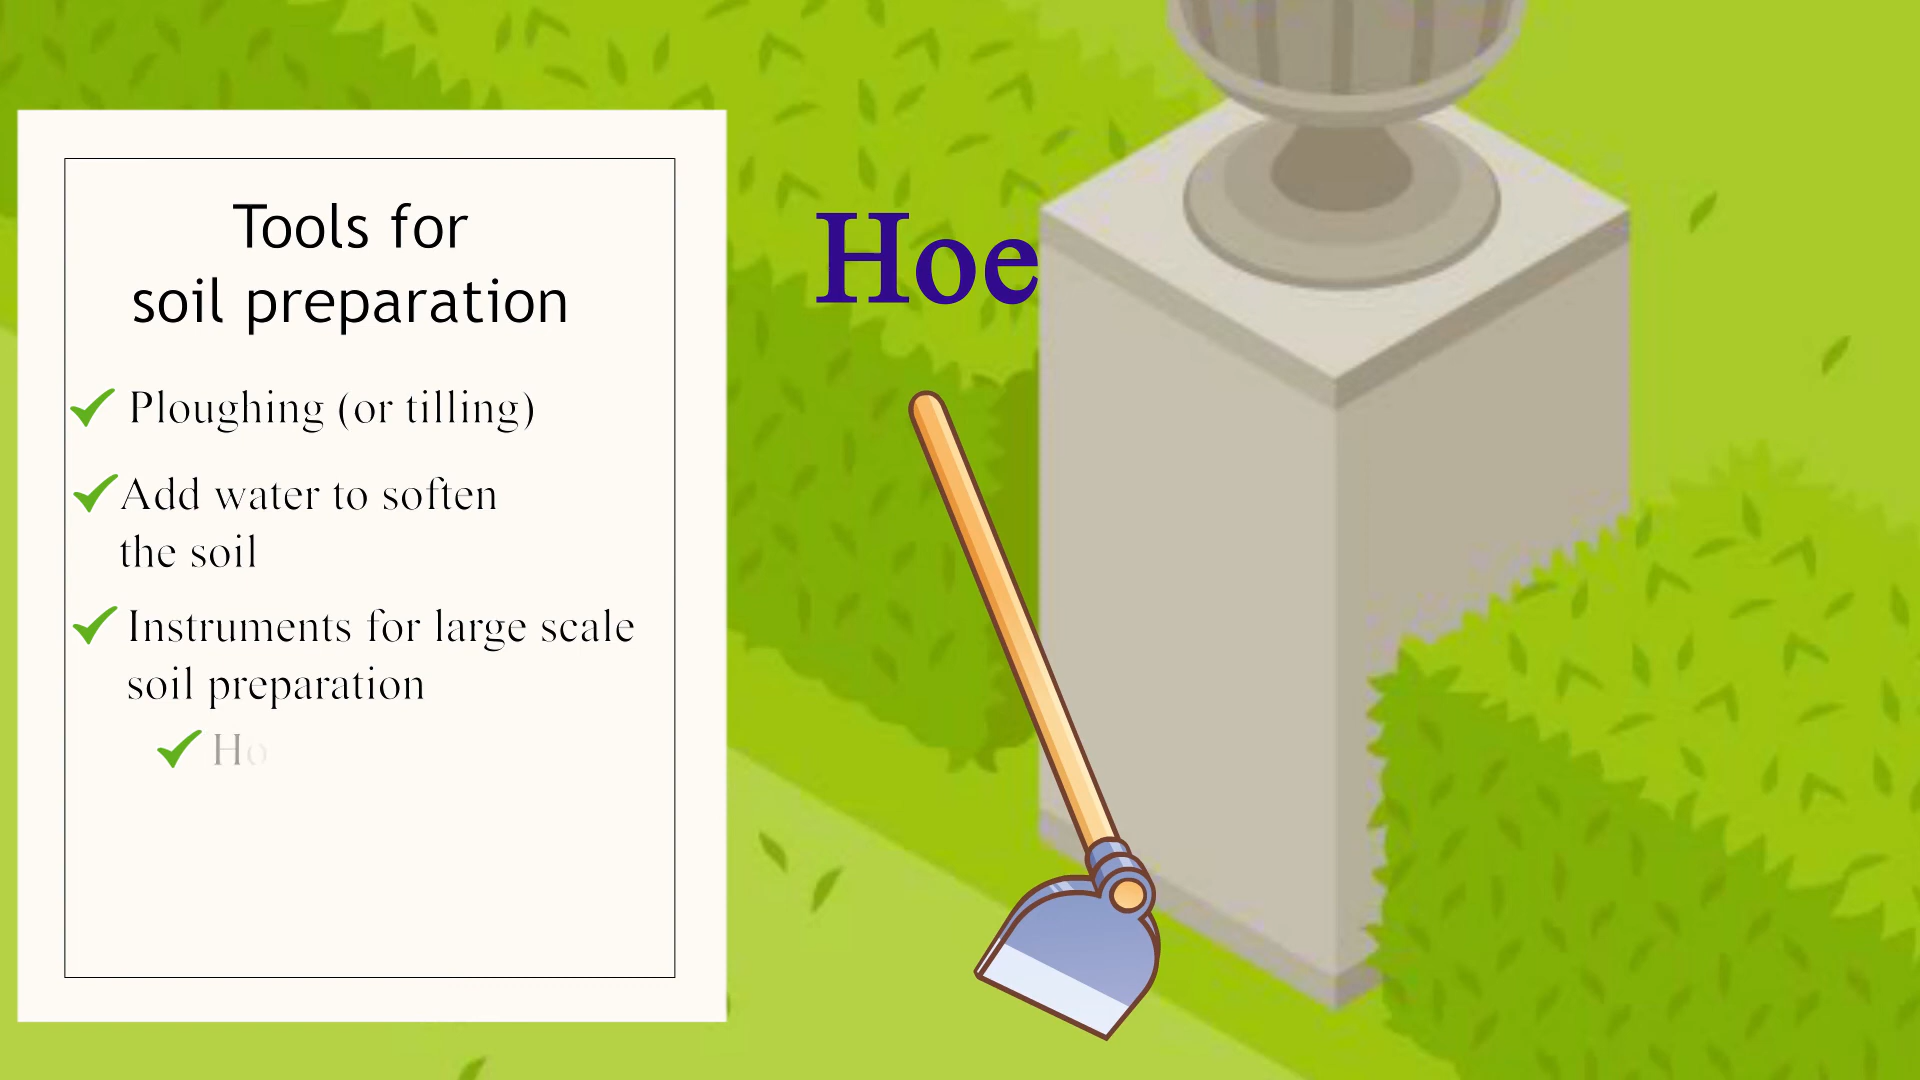 Tools for
soil preparation
Ploughing (or tilling)
Add water to soften
the soil
Instruments for large scale
soil preparation
Ho
Hoe